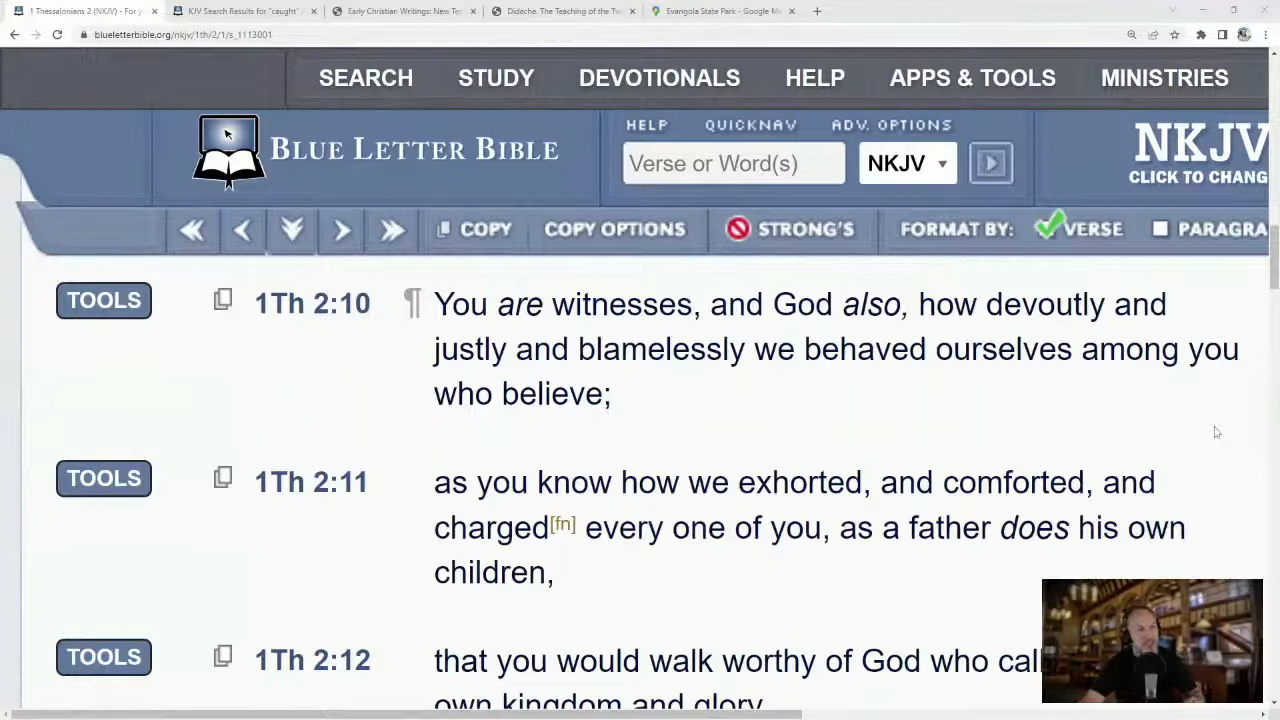 1 Thessalonians 2 (NKJV) - For y
KJV Search Results for "caught"
Early Christian Writings: New Te
Didache, The Teaching of the Tw
Evangola State Park - Google M
blueletterbible.org/nkjv/1th/2/1/s_1113001
SEARCH STUDY DEVOTIONALS HELP APPS & TOOLS MINISTRIES
HELP QUICKNAV ADV. OPTIONS
BLUE LETTER BIBLE
Verse or Word(s) NKJV
NKJV
CLICK TO CHANG
COPY COPY OPTIONS STRONG'S FORMAT BY: VERSE PARAGRA
TOOLS 1Th 2:10 ¶ You are witnesses, and God also, how devoutly and
justly and blamelessly we behaved ourselves among you
who believe;
TOOLS 1Th 2:11 as you know how we exhorted, and comforted, and
charged[fn] every one of you, as a father does his own
children,
TOOLS 1Th 2:12 that you would walk worthy of God who call
own kingdom and glory